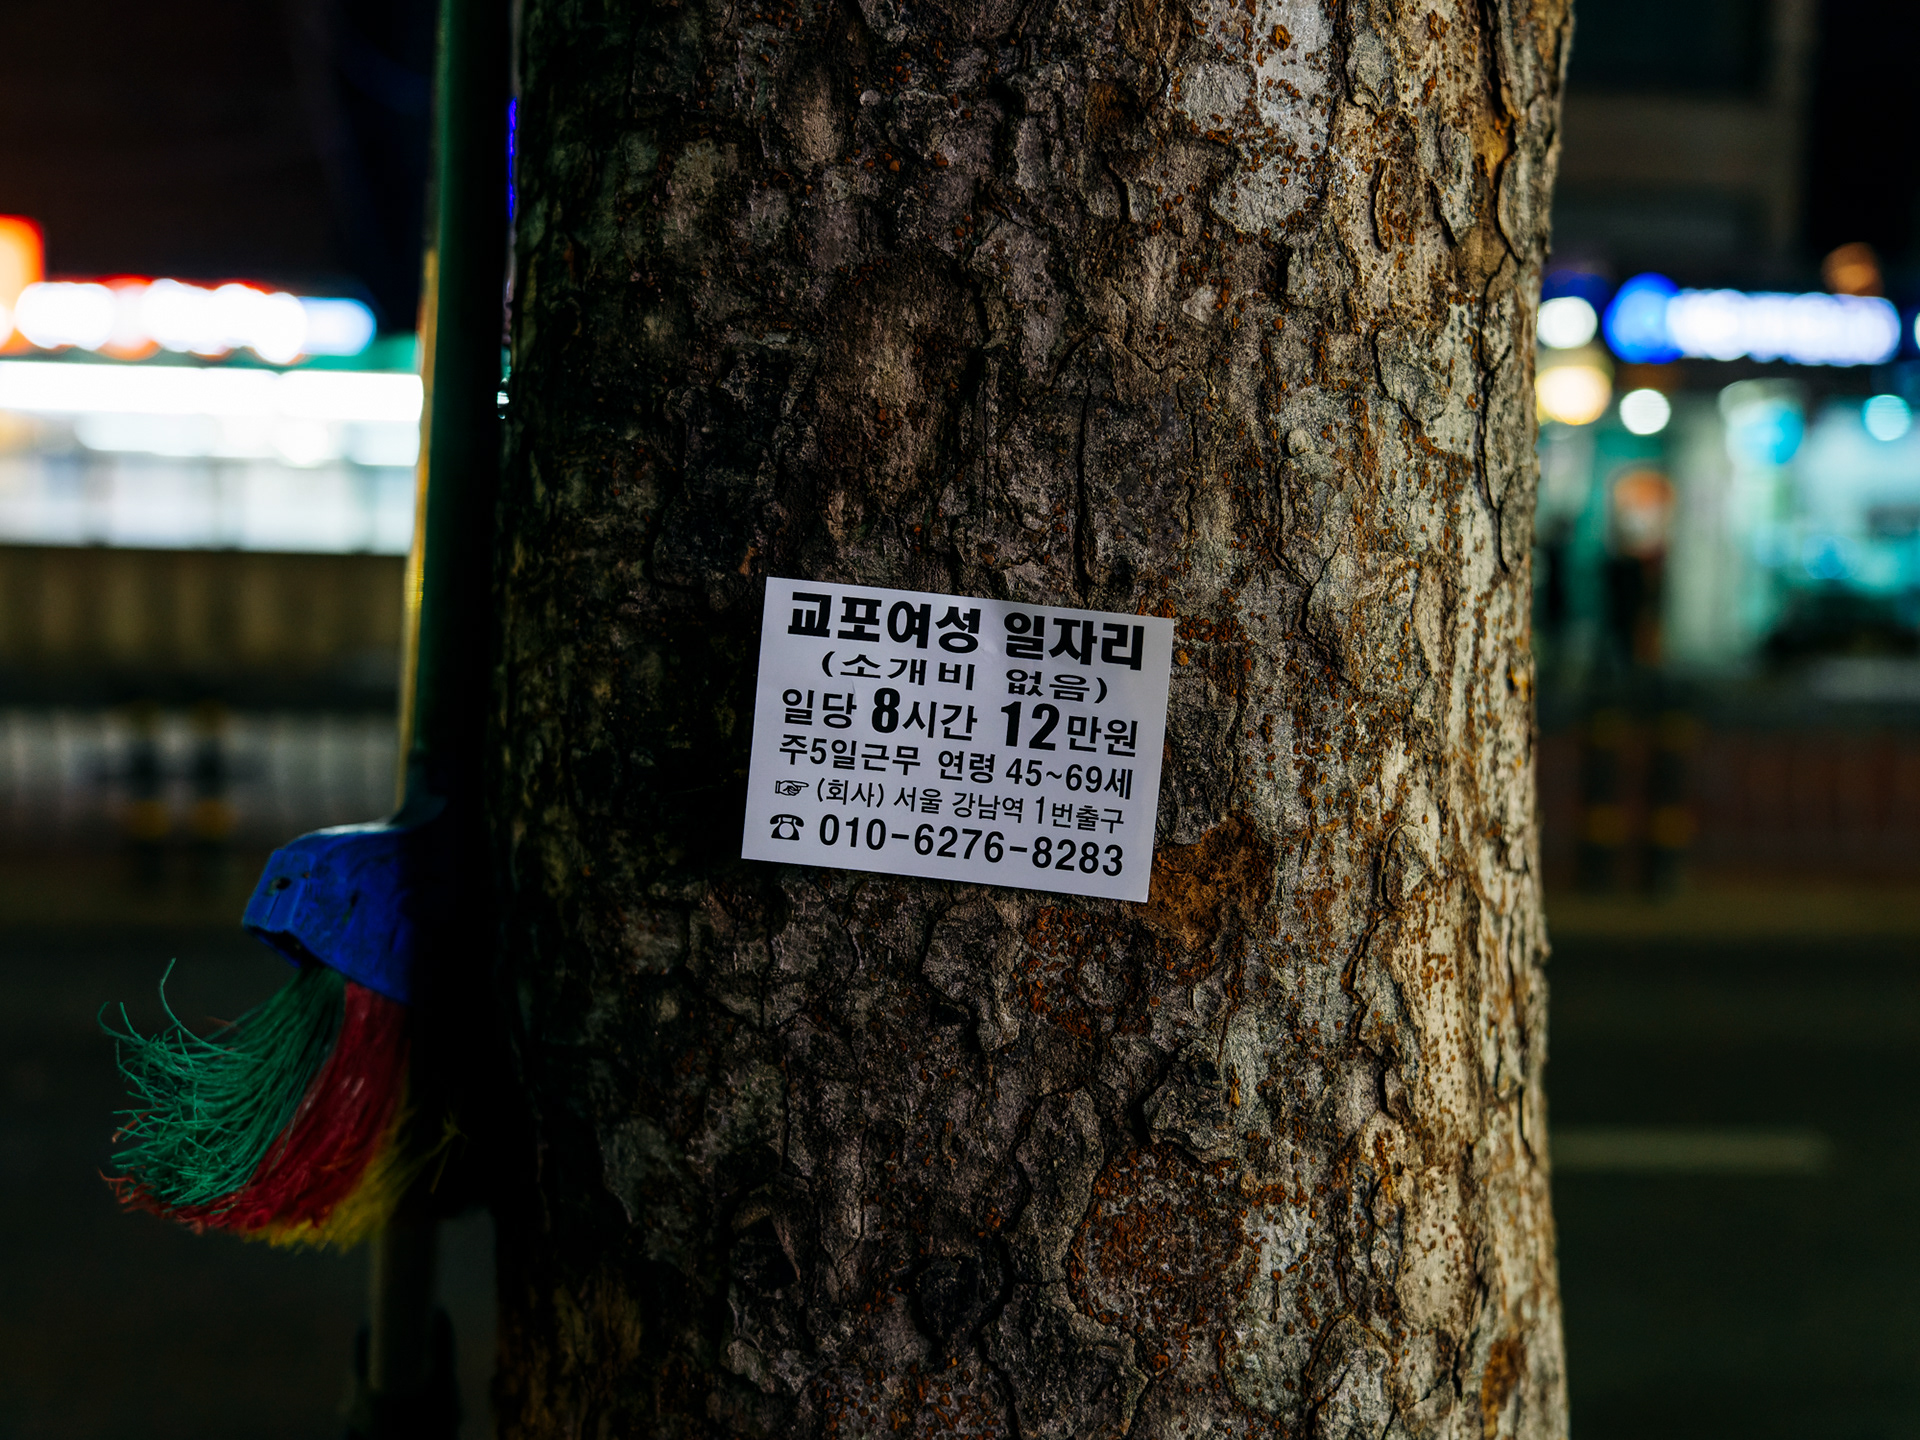 교포여성 일자리
(소개비 없음)
일당 8시간 12만원
주5일근무 연령 45~69세
☞ (회사) 서울 강남역 1번출구
☎ 010-6276-8283